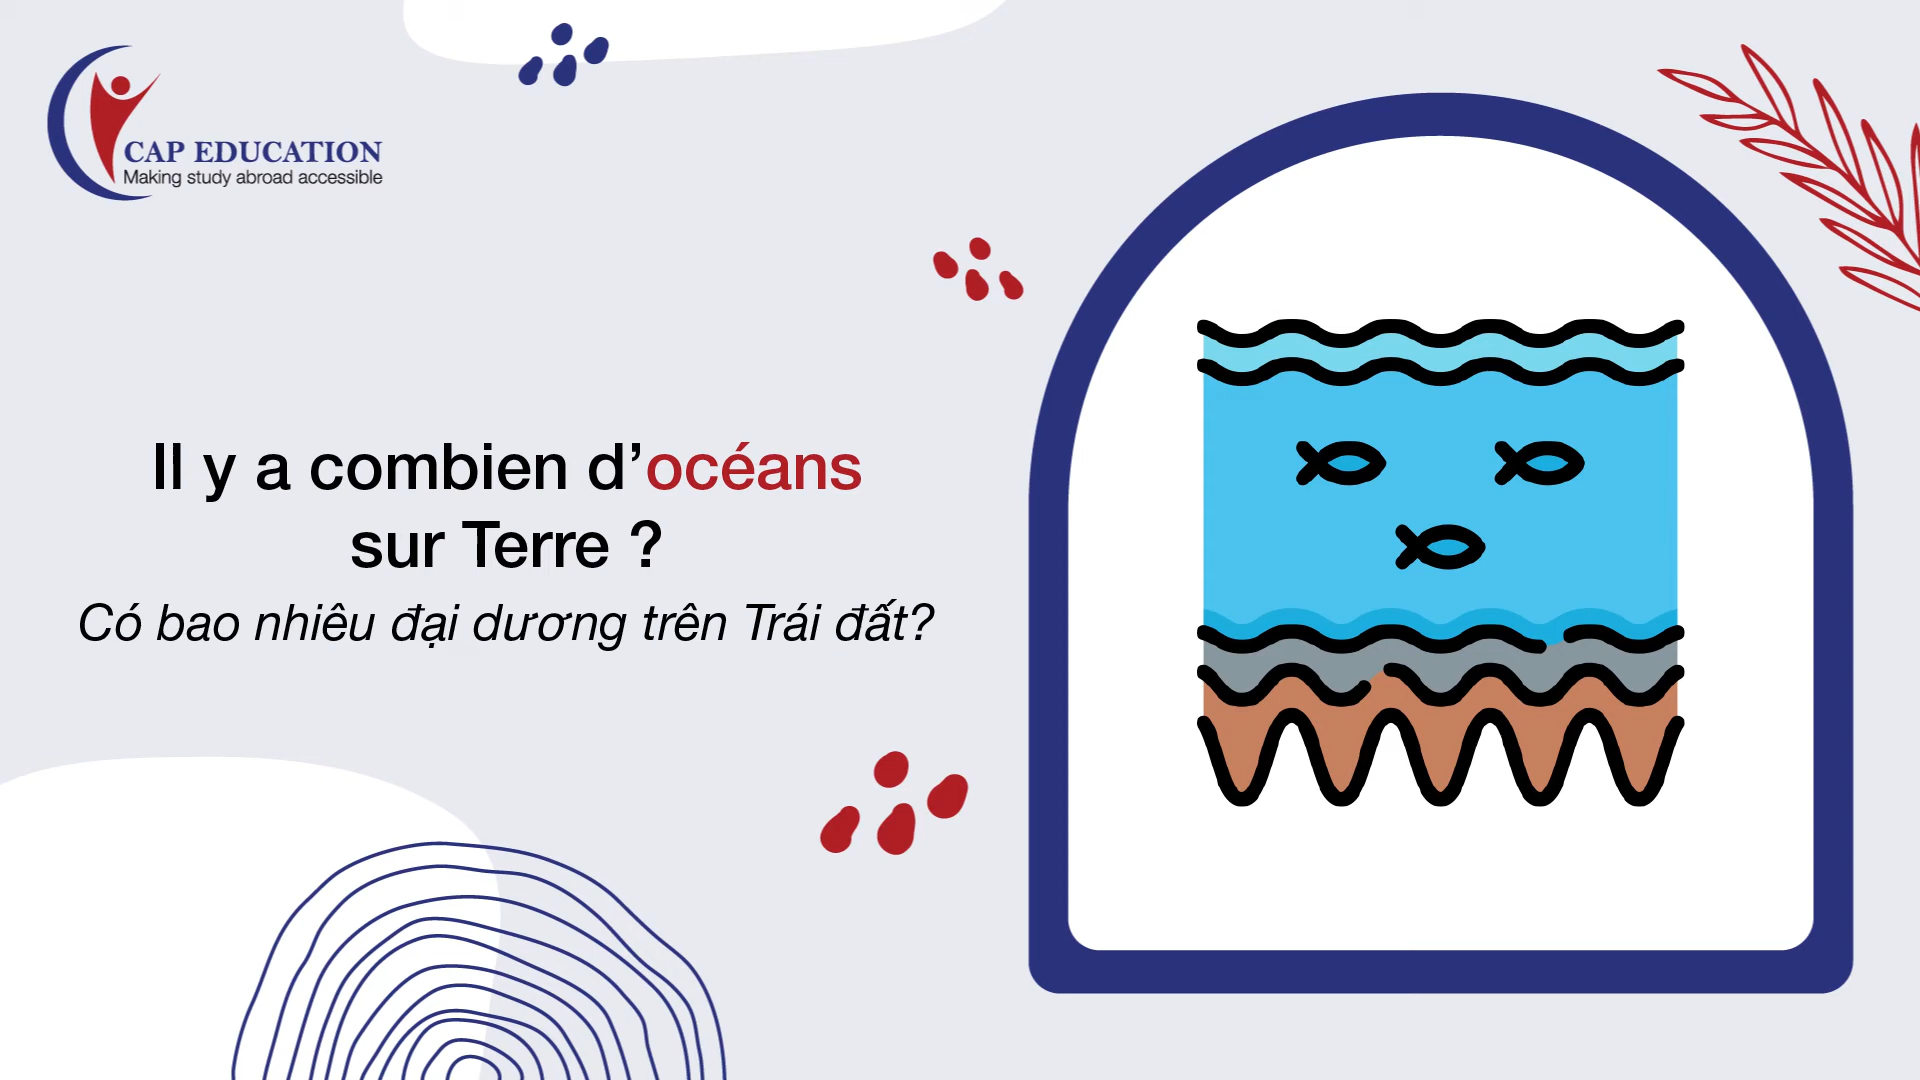 CAP EDUCATION
Making study abroad accessible
Il y a combien d’océans
sur Terre ?
Có bao nhiêu đại dương trên Trái đất?